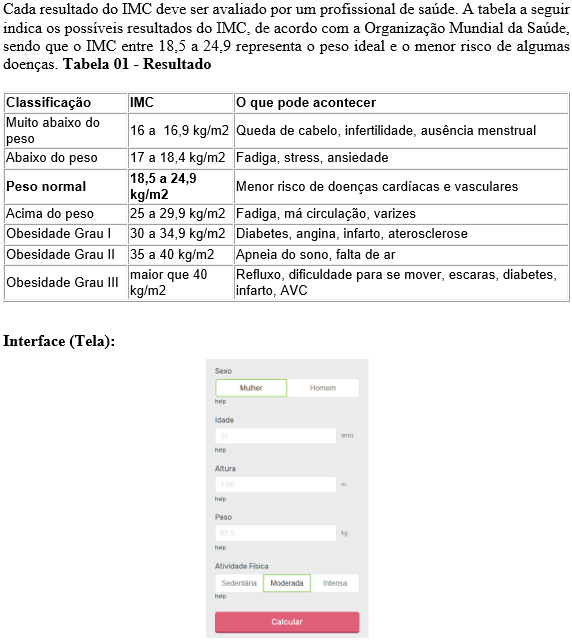 Cada resultado do IMC deve ser avaliado por um profissional de saúde. A tabela a seguir
indica os possíveis resultados do IMC, de acordo com a Organização Mundial da Saúde,
sendo que o IMC entre 18,5 a 24,9 representa o peso ideal e o menor risco de algumas
doenças. Tabela 01 - Resultado
Classificação IMC O que pode acontecer
Muito abaixo do
peso 16 a 16,9 kg/m2 Queda de cabelo, infertilidade, ausência menstrual
Abaixo do peso 17 a 18,4 kg/m2 Fadiga, stress, ansiedade
Peso normal 18,5 a 24,9
kg/m2 Menor risco de doenças cardíacas e vasculares
Acima do peso 25 a 29,9 kg/m2 Fadiga, má circulação, varizes
Obesidade Grau I 30 a 34,9 kg/m2 Diabetes, angina, infarto, aterosclerose
Obesidade Grau II 35 a 40 kg/m2 Apneia do sono, falta de ar
Obesidade Grau III maior que 40
kg/m2 Refluxo, dificuldade para se mover, escaras, diabetes,
infarto, AVC
Interface (Tela):
Sexo
Mulher Homem
help
Idade
33 anos
help
Altura
1.60 m
help
Peso
62.5 kg
help
Atividade Física
Sedentária Moderada Intensa
help
Calcular